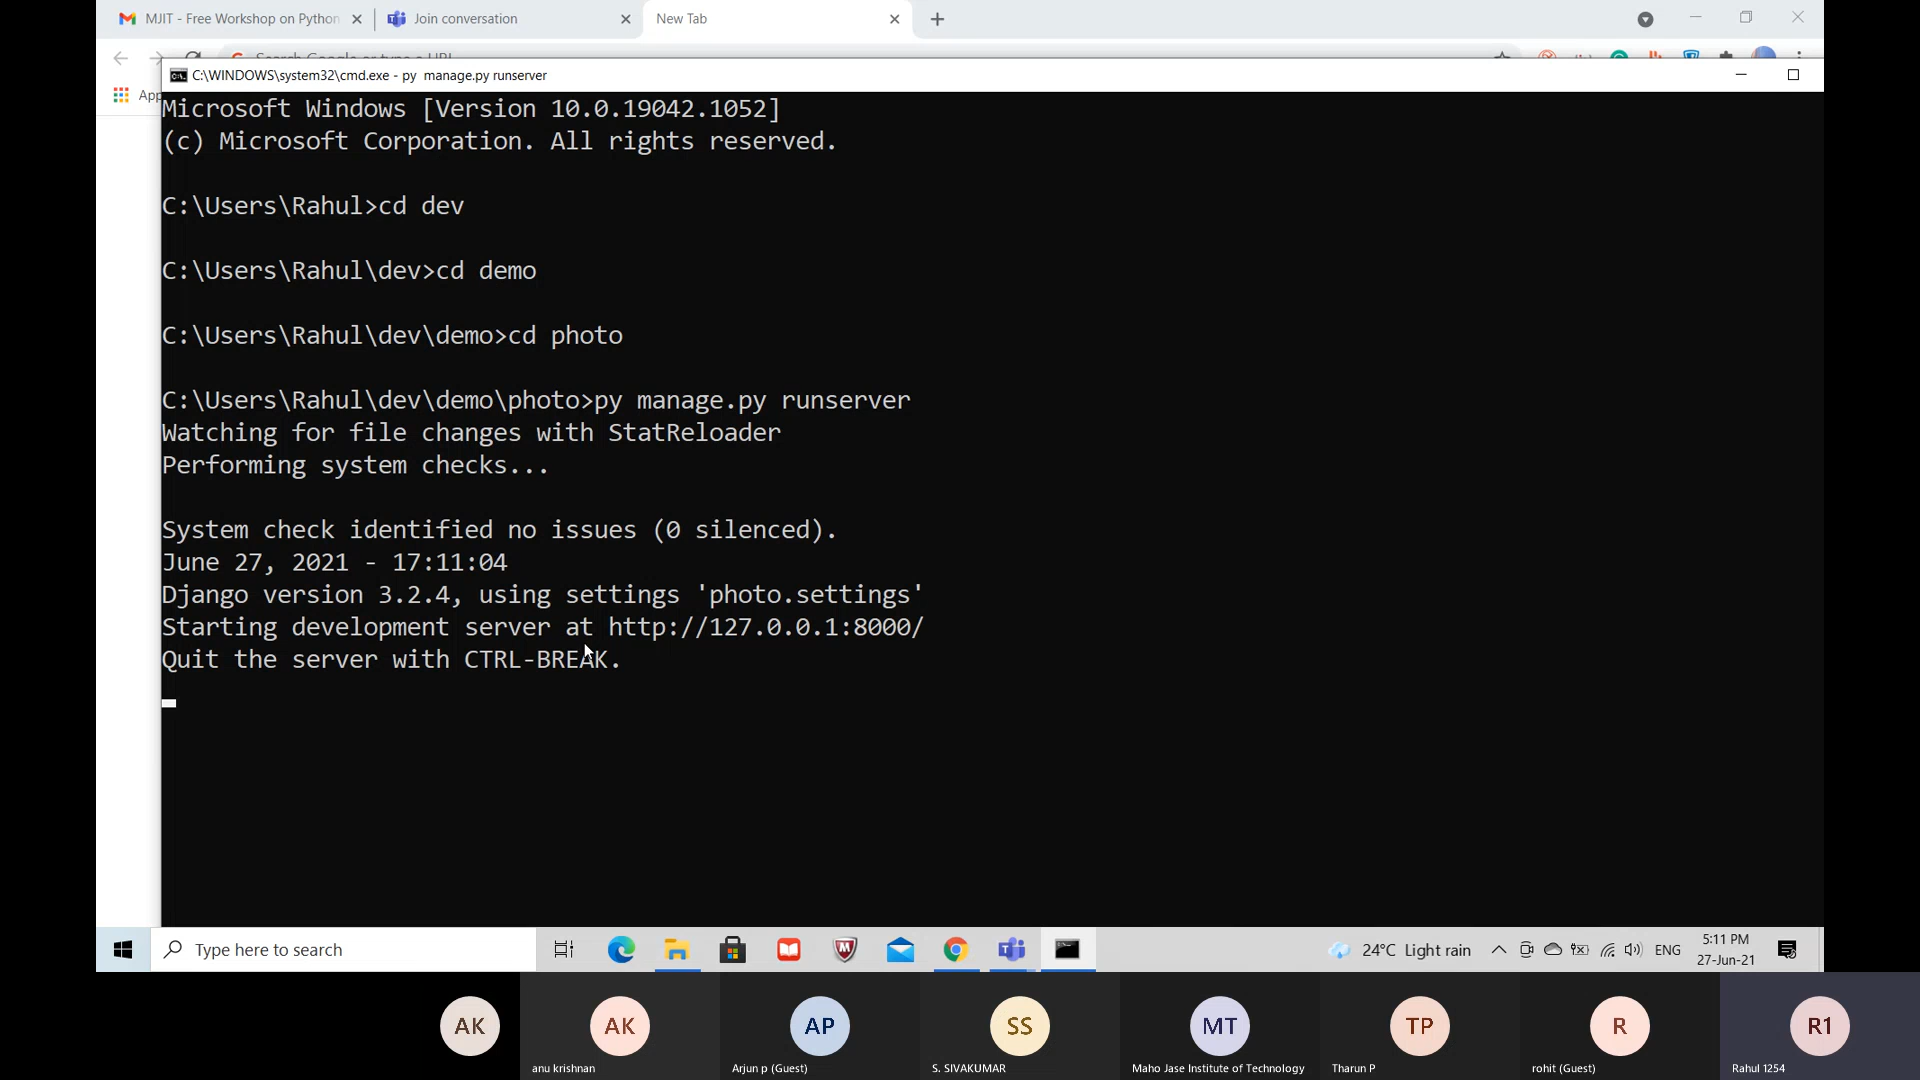 MJIT - Free Workshop on Python
Join conversation
New Tab
C:\WINDOWS\system32\cmd.exe - py  manage.py runserver
Microsoft Windows [Version 10.0.19042.1052]
(c) Microsoft Corporation. All rights reserved.
C:\Users\Rahul>cd dev
C:\Users\Rahul\dev>cd demo
C:\Users\Rahul\dev\demo>cd photo
C:\Users\Rahul\dev\demo\photo>py manage.py runserver
Watching for file changes with StatReloader
Performing system checks...
System check identified no issues (0 silenced).
June 27, 2021 - 17:11:04
Django version 3.2.4, using settings 'photo.settings'
Starting development server at http://127.0.0.1:8000/
Quit the server with CTRL-BREAK.
Type here to search
24°C Light rain
ENG
5:11 PM
27-Jun-21
AK
AK
anu krishnan
AP
Arjun p (Guest)
SS
S. SIVAKUMAR
MT
Maho Jase Institute of Technology
TP
Tharun P
R
rohit (Guest)
R1
Rahul 1254